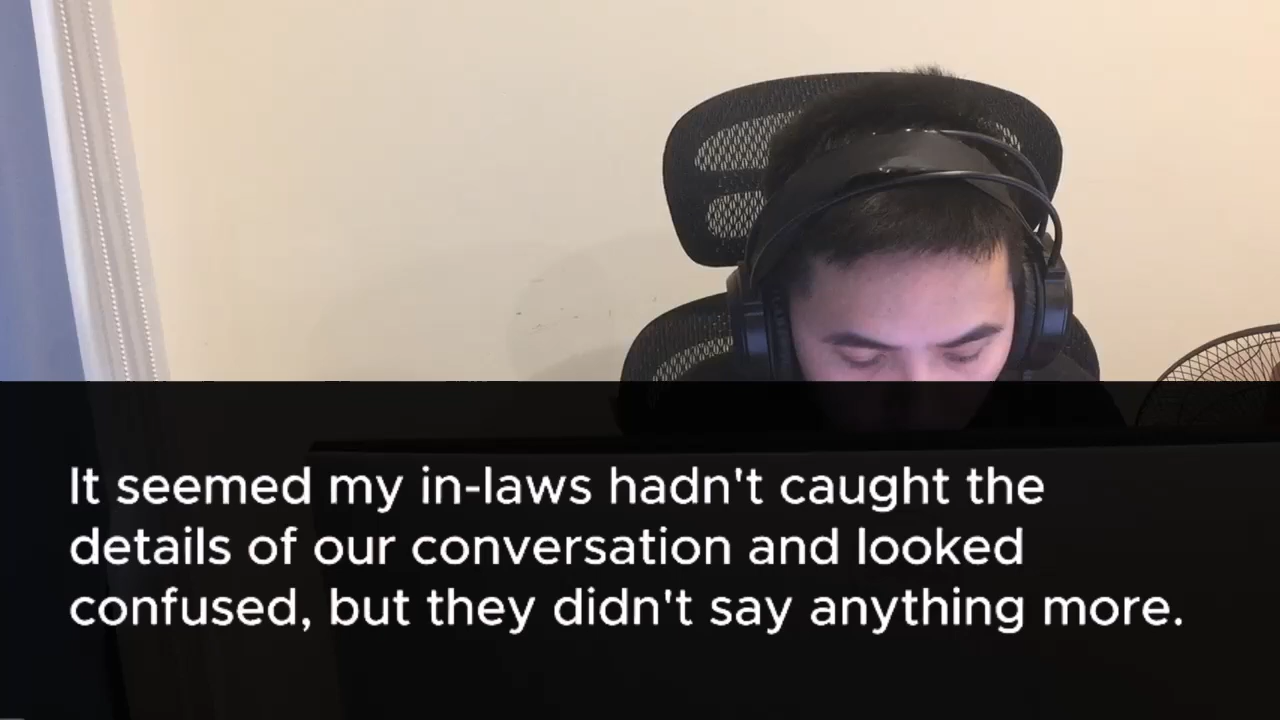 It seemed my in-laws hadn't caught the
details of our conversation and looked
confused, but they didn't say anything more.